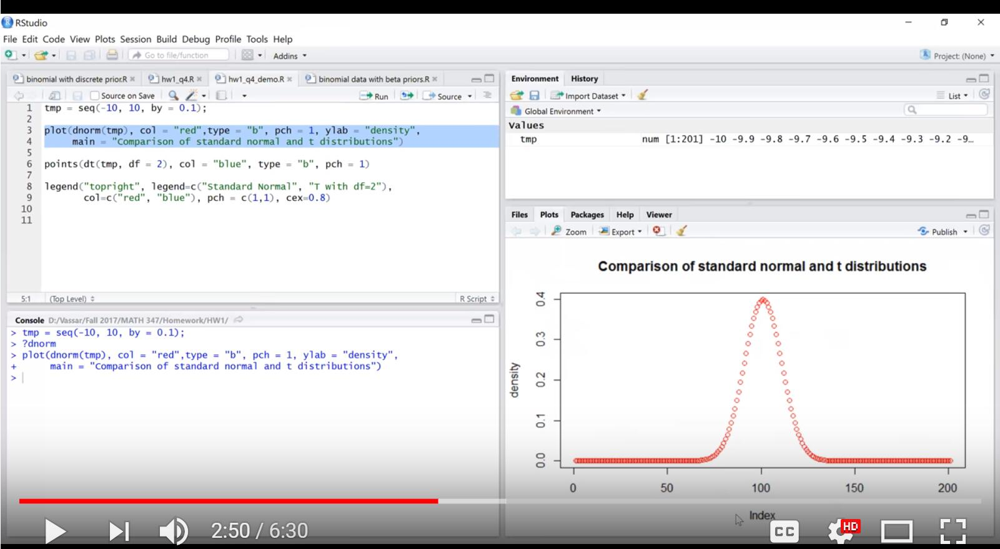 RStudio
File Edit Code View Plots Session Build Debug Profile Tools Help
Go to file/function
Addins
Project: (None)
binomial with discrete prior.R
hw1_q4.R
hw1_q4_demo.R
binomial data with beta priors.R
Source on Save
Run
Source
1 tmp = seq(-10, 10, by = 0.1);
2
3 plot(dnorm(tmp), col = "red",type = "b", pch = 1, ylab = "density",
4 main = "Comparison of standard normal and t distributions")
5
6 points(dt(tmp, df = 2), col = "blue", type = "b", pch = 1)
7
8 legend("topright", legend=c("Standard Normal", "T with df=2"),
9 col=c("red", "blue"), pch = c(1,1), cex=0.8)
10
11
5:1 (Top Level) R Script
Console D:/Vassar/Fall 2017/MATH 347/Homework/HW1/
> tmp = seq(-10, 10, by = 0.1);
> ?dnorm
> plot(dnorm(tmp), col = "red",type = "b", pch = 1, ylab = "density",
+ main = "Comparison of standard normal and t distributions")
>
Environment History
Import Dataset
List
Global Environment
Values
tmp num [1:201] -10 -9.9 -9.8 -9.7 -9.6 -9.5 -9.4 -9.3 -9.2 -9…
Files Plots Packages Help Viewer
Zoom Export Publish
Comparison of standard normal and t distributions
density
0.4
0.3
0.2
0.1
0.0
0 50 100 150 200
Index
2:50 / 6:30
CC
HD